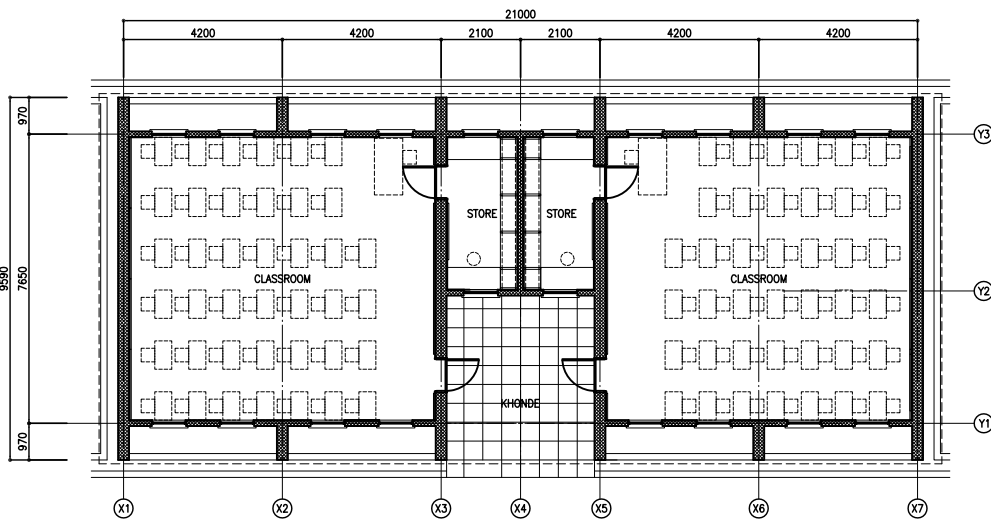 21000
4200 4200 2100 2100 4200 4200
970
Y3
STORE STORE
CLASSROOM CLASSROOM
9590
7650
Y2
KHONDE
970
Y1
X1 X2 X3 X4 X5 X6 X7